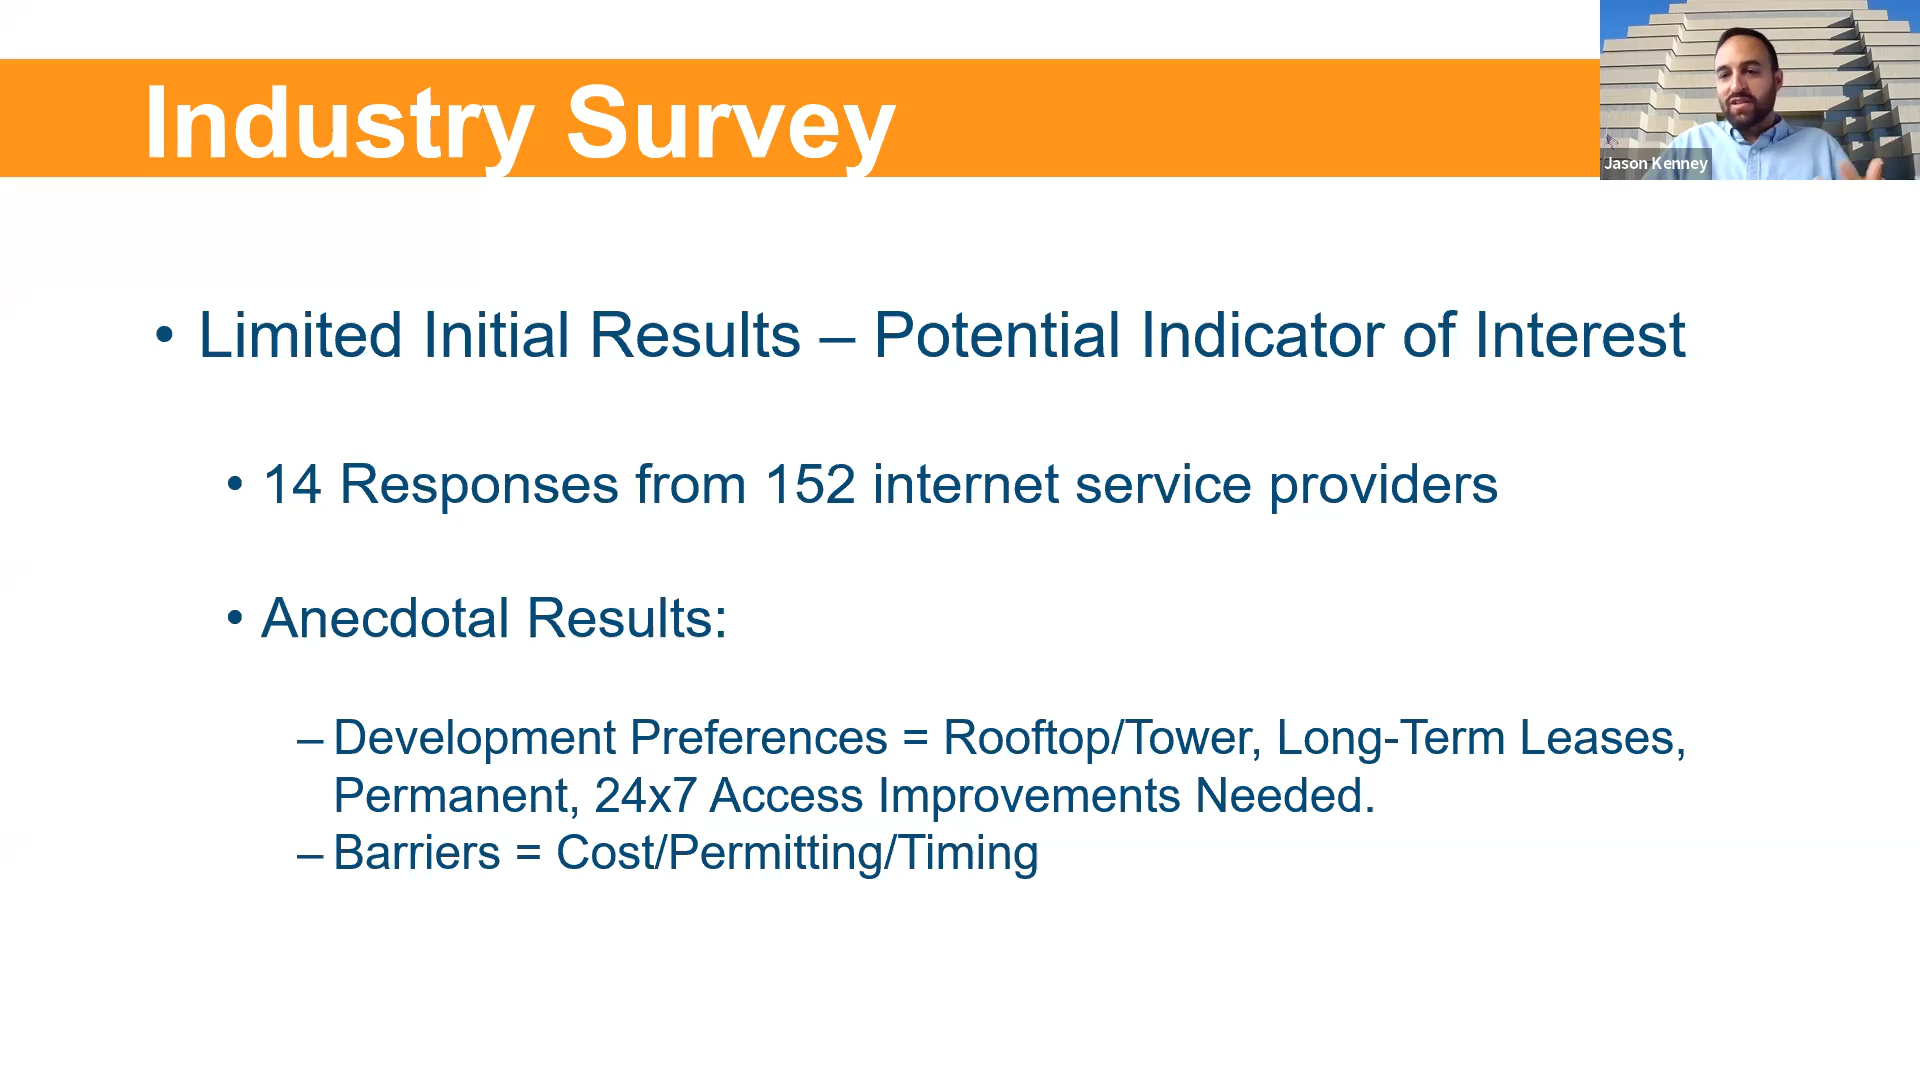 Industry Survey
Jason Kenney
• Limited Initial Results – Potential Indicator of Interest
• 14 Responses from 152 internet service providers
• Anecdotal Results:
– Development Preferences = Rooftop/Tower, Long-Term Leases,
Permanent, 24x7 Access Improvements Needed.
– Barriers = Cost/Permitting/Timing